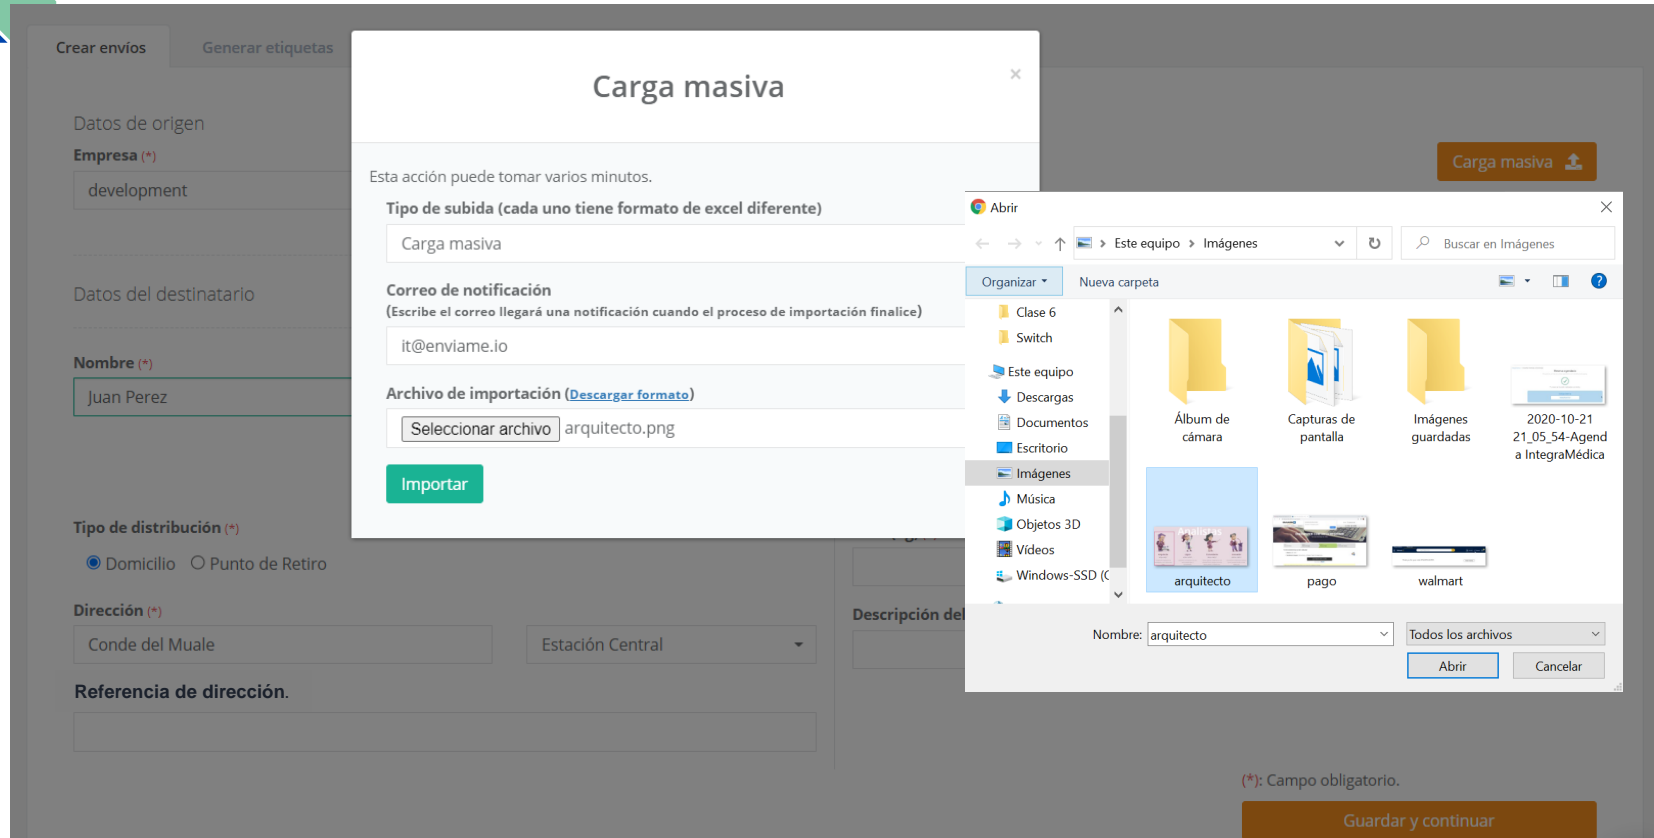 Crear envíos
Generar etiquetas
Carga masiva
×
Datos de origen
Empresa (*)
development
Carga masiva
Esta acción puede tomar varios minutos.
Tipo de subida (cada uno tiene formato de excel diferente)
Carga masiva
Correo de notificación
(Escribe el correo llegará una notificación cuando el proceso de importación finalice)
it@enviame.io
Archivo de importación (Descargar formato)
Seleccionar archivo arquitecto.png
Importar
Datos del destinatario
Nombre (*)
Juan Perez
Tipo de distribución (*)
Domicilio Punto de Retiro
Dirección (*)
Conde del Muale
Estación Central
Referencia de dirección.
Descripción del
Abrir
Este equipo > Imágenes
Buscar en Imágenes
Organizar
Nueva carpeta
Clase 6
Switch
Este equipo
Descargas
Documentos
Escritorio
Imágenes
Música
Objetos 3D
Vídeos
Windows-SSD (C
Álbum de
cámara
Capturas de
pantalla
Imágenes
guardadas
2020-10-21
21_05_54-Agend
a IntegraMédica
Analistas
arquitecto
pago
walmart
Nombre: arquitecto
Todos los archivos
Abrir
Cancelar
(*): Campo obligatorio.
Guardar y continuar